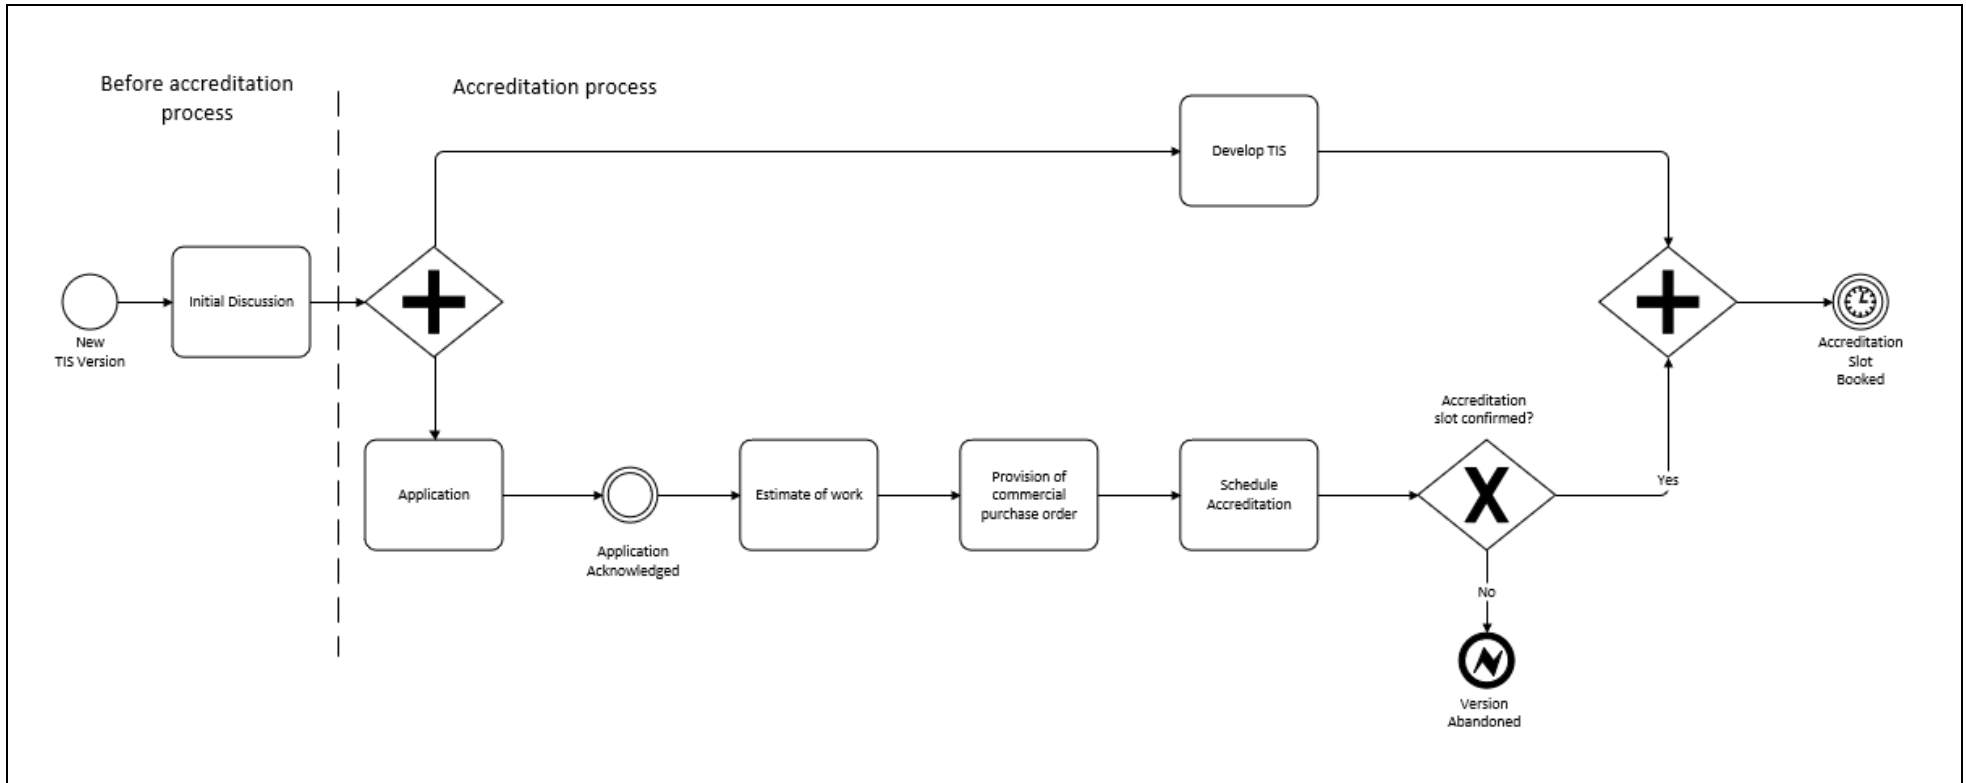 Before accreditation
process
Accreditation process
Develop TIS
Initial Discussion
New
TIS Version
Accreditation
Slot
Booked
Accreditation
slot confirmed?
Application
Application
Acknowledged
Estimate of work
Provision of
commercial
purchase order
Schedule
Accreditation
X
Yes
No
Version
Abandoned